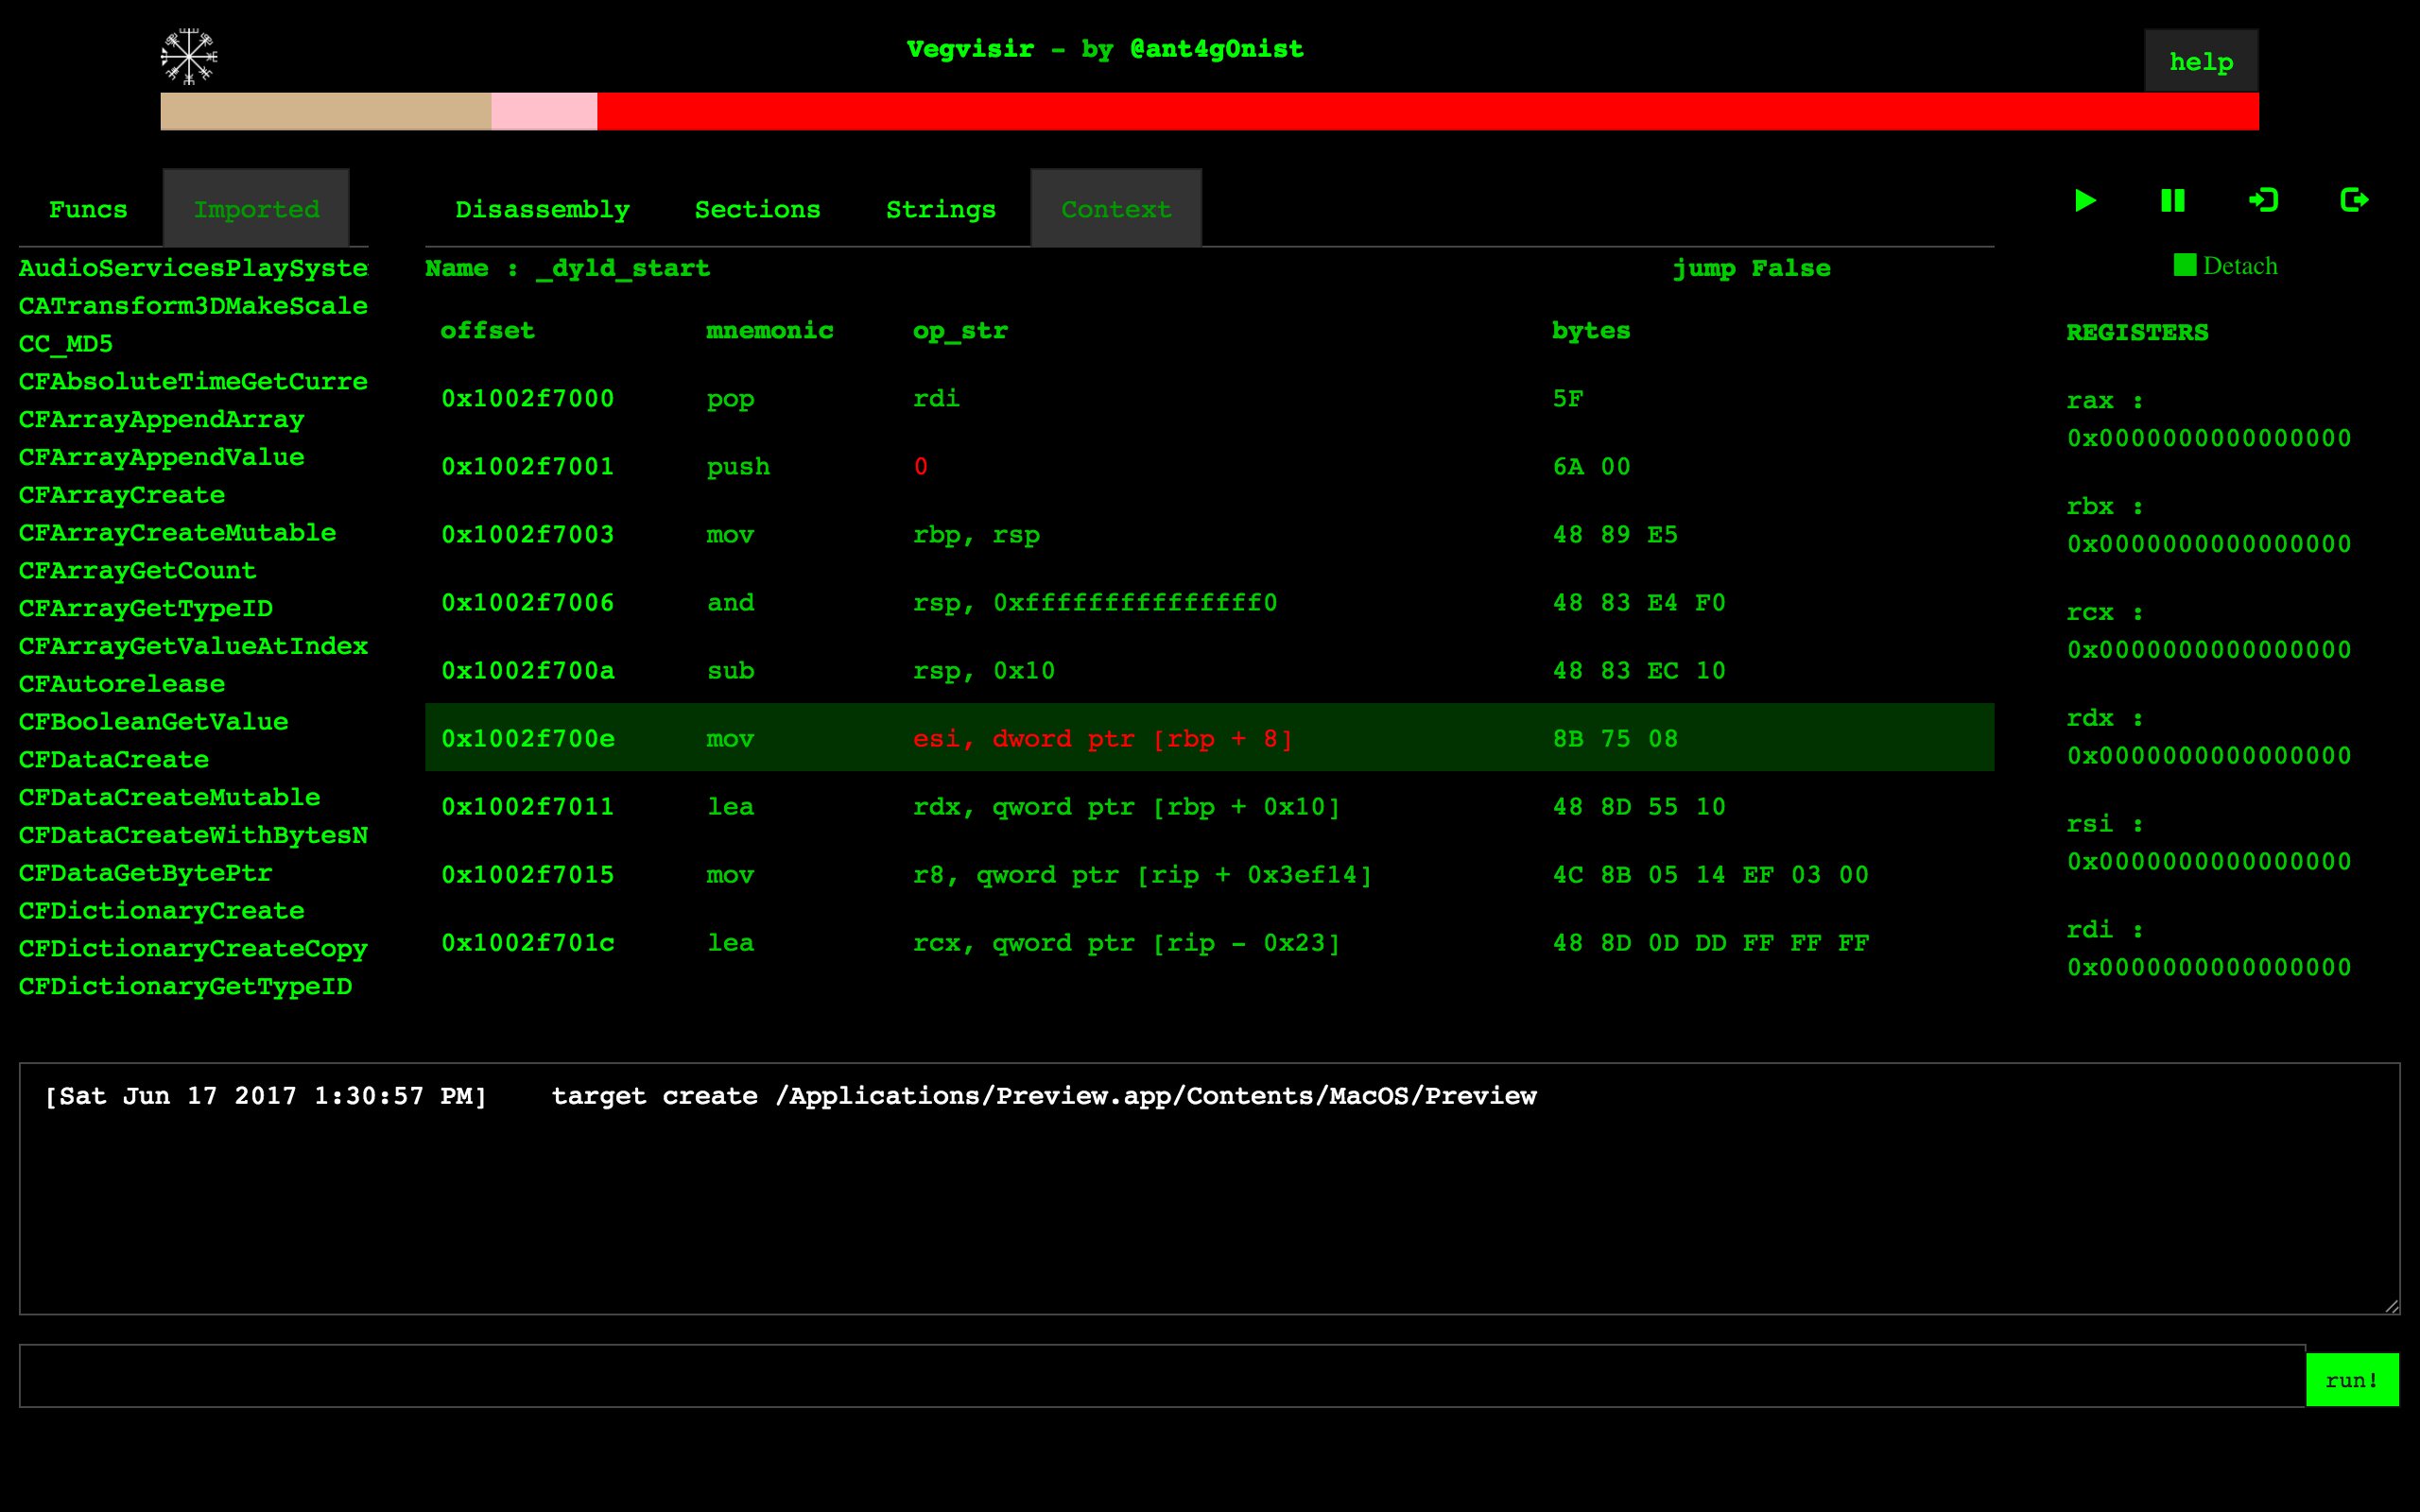 Vegvisir - by @ant4g0nist
help
Funcs Imported
AudioServicesPlaySyste
CATransform3DMakeScale
CC_MD5
CFAbsoluteTimeGetCurre
CFArrayAppendArray
CFArrayAppendValue
CFArrayCreate
CFArrayCreateMutable
CFArrayGetCount
CFArrayGetTypeID
CFArrayGetValueAtIndex
CFAutorelease
CFBooleanGetValue
CFDataCreate
CFDataCreateMutable
CFDataCreateWithBytesN
CFDataGetBytePtr
CFDictionaryCreate
CFDictionaryCreateCopy
CFDictionaryGetTypeID
Disassembly Sections Strings Context
Name : _dyld_start jump False
offset mnemonic op_str bytes
0x1002f7000 pop rdi 5F
0x1002f7001 push 0 6A 00
0x1002f7003 mov rbp, rsp 48 89 E5
0x1002f7006 and rsp, 0xfffffffffffffff0 48 83 E4 F0
0x1002f700a sub rsp, 0x10 48 83 EC 10
0x1002f700e mov esi, dword ptr [rbp + 8] 8B 75 08
0x1002f7011 lea rdx, qword ptr [rbp + 0x10] 48 8D 55 10
0x1002f7015 mov r8, qword ptr [rip + 0x3ef14] 4C 8B 05 14 EF 03 00
0x1002f701c lea rcx, qword ptr [rip - 0x23] 48 8D 0D DD FF FF FF
Detach
REGISTERS
rax :
0x0000000000000000
rbx :
0x0000000000000000
rcx :
0x0000000000000000
rdx :
0x0000000000000000
rsi :
0x0000000000000000
rdi :
0x0000000000000000
[Sat Jun 17 2017 1:30:57 PM] target create /Applications/Preview.app/Contents/MacOS/Preview
run!